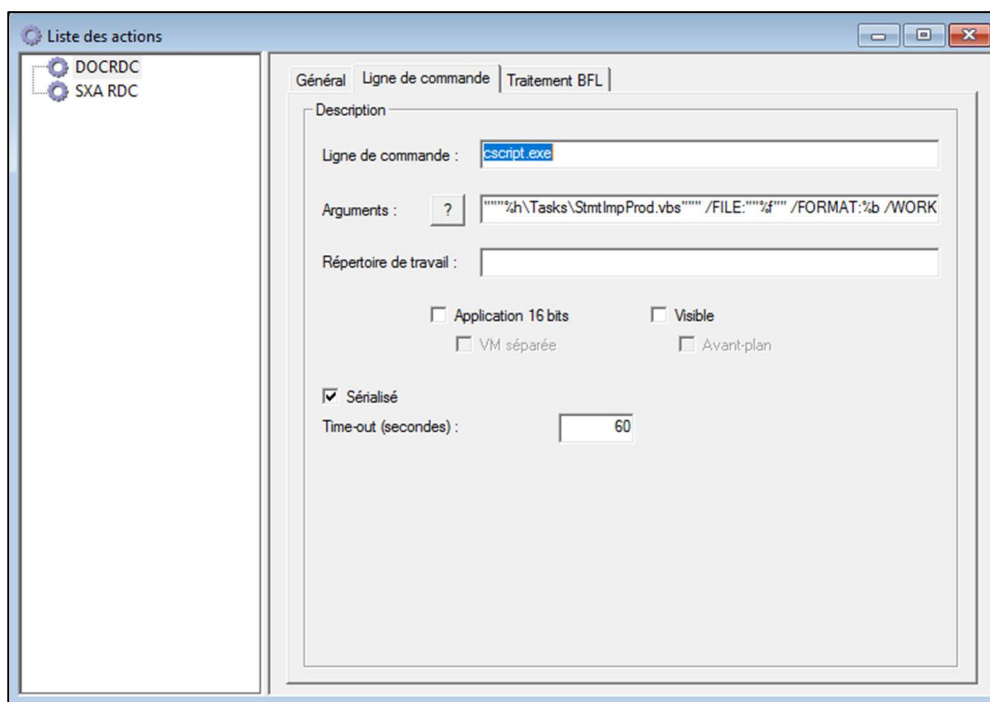 Liste des actions
DOCRDC
SXA RDC
Général Ligne de commande Traitement BFL
Description
Ligne de commande : cscript.exe
Arguments : ? """%h\Tasks\StmtImpProd.vbs""" /FILE:""%f"" /FORMAT:%b /WORK
Répertoire de travail :
Application 16 bits Visible
VM séparée Avant-plan
Sérialisé
Time-out (secondes) : 60